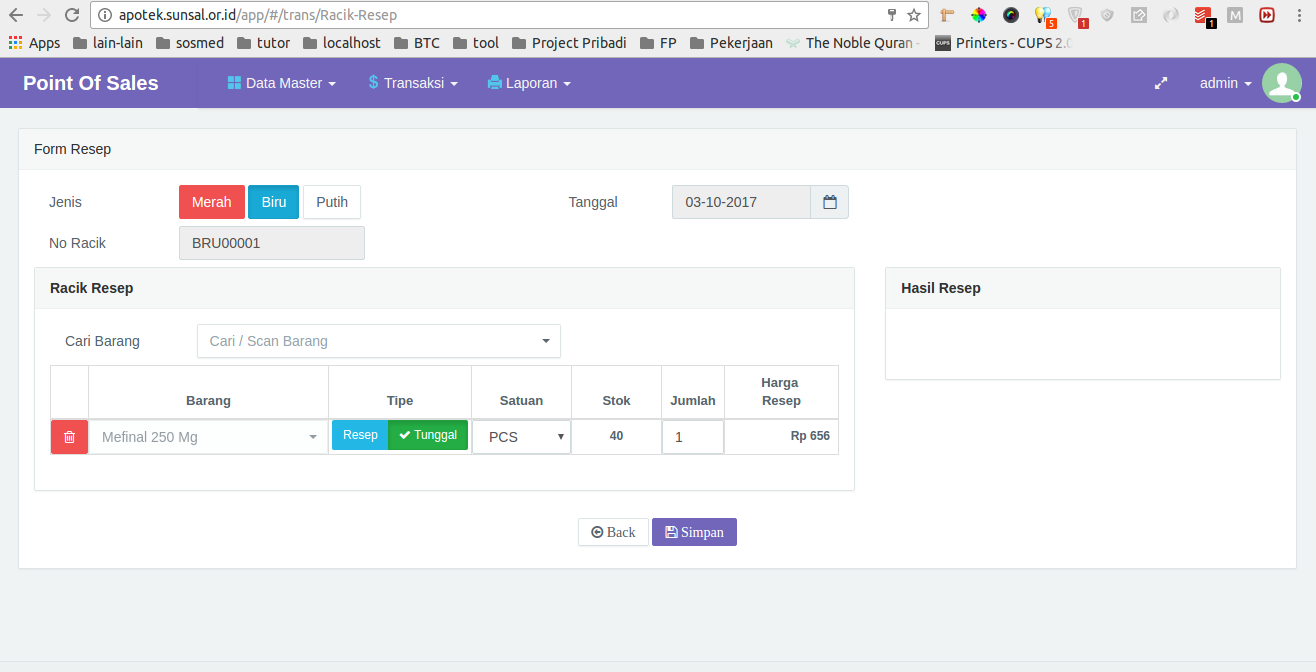 apotek.sunsal.or.id/app/#/trans/Racik-Resep
5 1 1 M
Apps lain-lain sosmed tutor localhost BTC tool Project Pribadi FP Pekerjaan The Noble Quran - CUPS Printers - CUPS 2.0
Point Of Sales Data Master $ Transaksi Laporan admin
Form Resep
Jenis Merah Biru Putih Tanggal 03-10-2017
No Racik BRU00001
Racik Resep Hasil Resep
Cari Barang Cari / Scan Barang
Barang Tipe Satuan Stok Jumlah Harga Resep
Mefinal 250 Mg Resep Tunggal PCS 40 1 Rp 656
Back Simpan